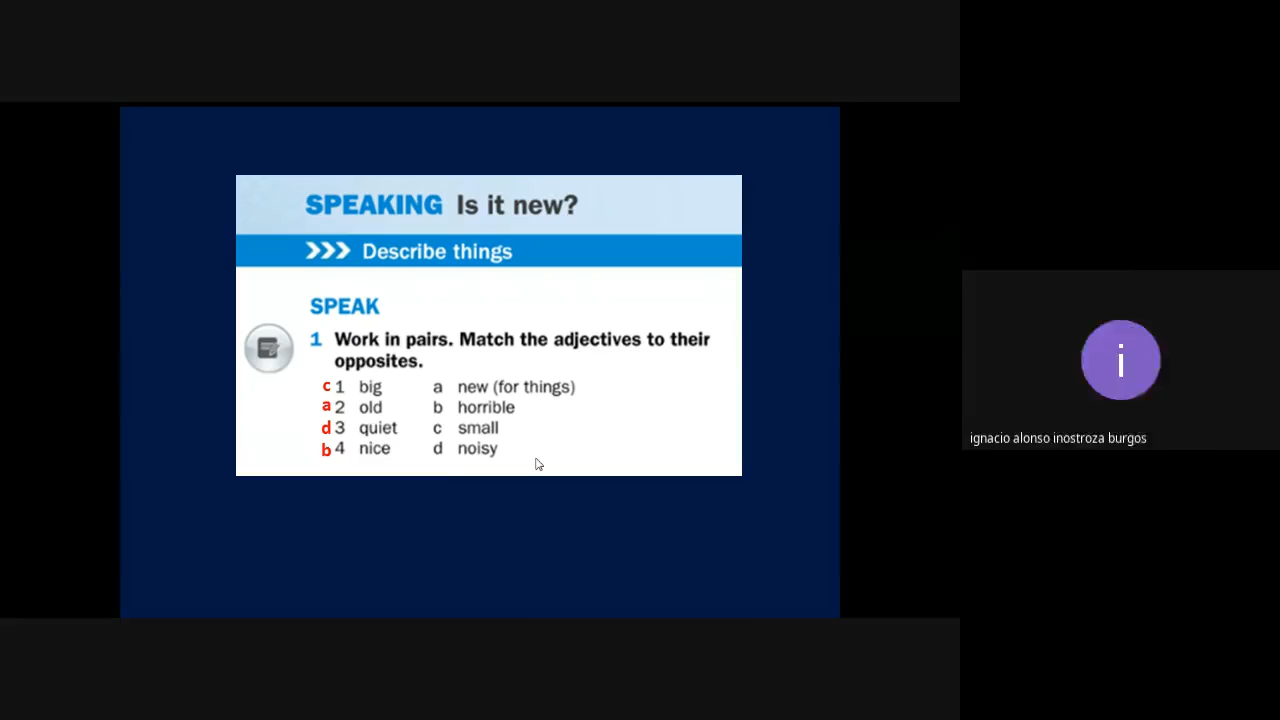 SPEAKING Is it new?
>>> Describe things
SPEAK
1 Work in pairs. Match the adjectives to their
opposites.
c 1 big a new (for things)
a 2 old b horrible
d 3 quiet c small
b 4 nice d noisy
i
ignacio alonso inostroza burgos